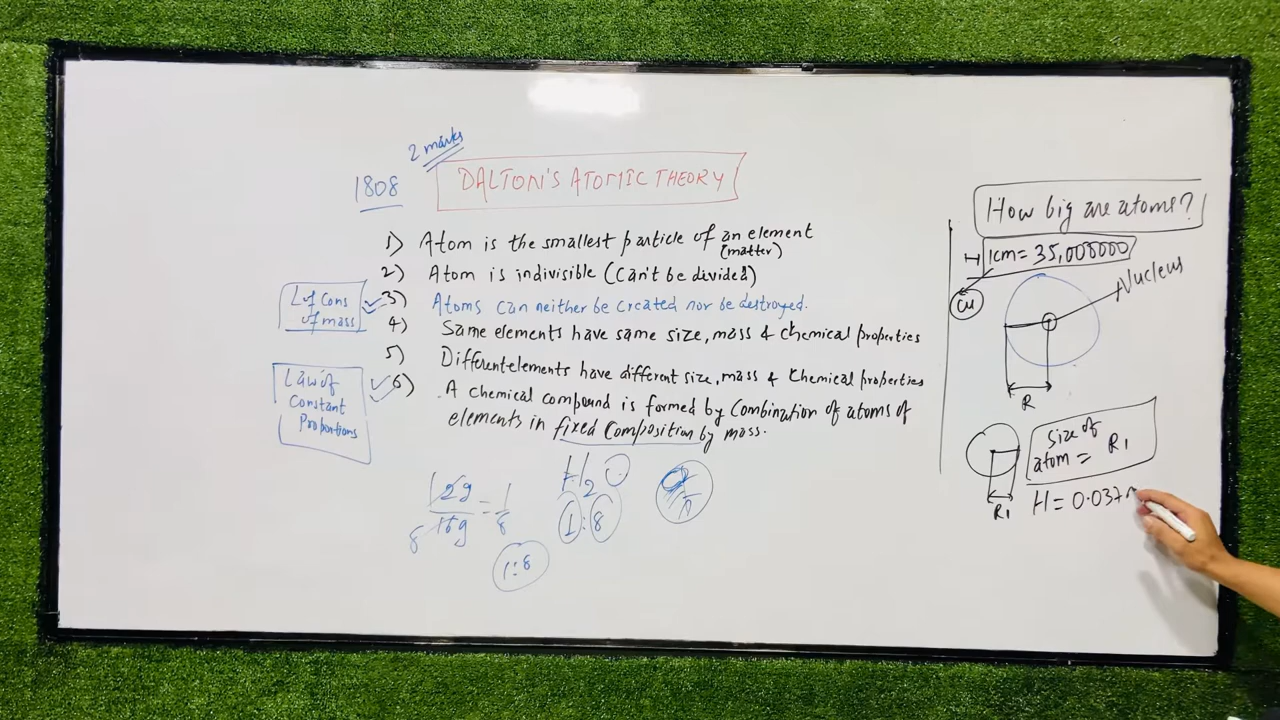 2 marks
1808
DALTON'S ATOMIC THEORY
1) Atom is the smallest particle of an element
(matter)
2) Atom is indivisible (Can't be divided)
3) Atoms can neither be created nor be destroyed.
4) Same elements have same size, mass & chemical properties
5) Different elements have different size, mass & chemical properties
6) A chemical compound is formed by combination of atoms of
elements in fixed composition by mass.
L of Cons
of mass
Law of
Constant
Proportions
12g
8 16g = 1
8
1:8
H2O
1:8
How big are atoms?
1cm = 35,000000
Cu
Nucleus
R
size of
atom = R1
R1
H = 0.037